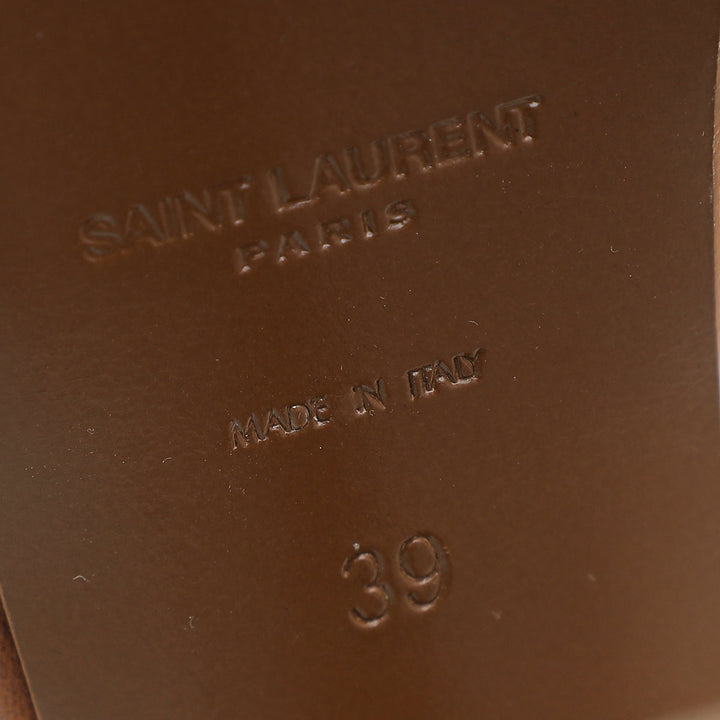 SAINT LAURENT
PARIS
MADE IN ITALY
39